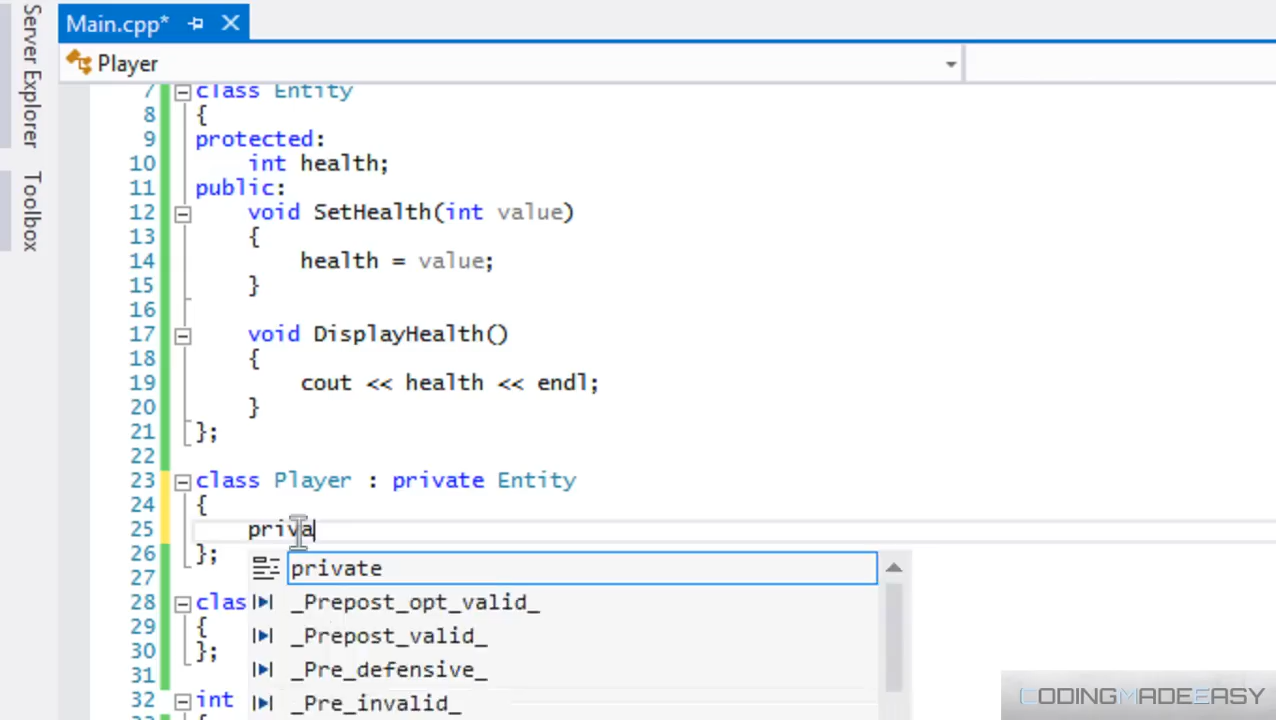 Server Explorer
Toolbox
Main.cpp*
Player
7 class Entity
8 {
9 protected:
10 int health;
11 public:
12 void SetHealth(int value)
13 {
14 health = value;
15 }
16
17 void DisplayHealth()
18 {
19 cout << health << endl;
20 }
21 };
22
23 class Player : private Entity
24 {
25 priva
26 };
private
27
28 clas
_Prepost_opt_valid_
29 {
_Prepost_valid_
30 };
_Pre_defensive_
31
32 int
_Pre_invalid_
CODINGMADEEASY